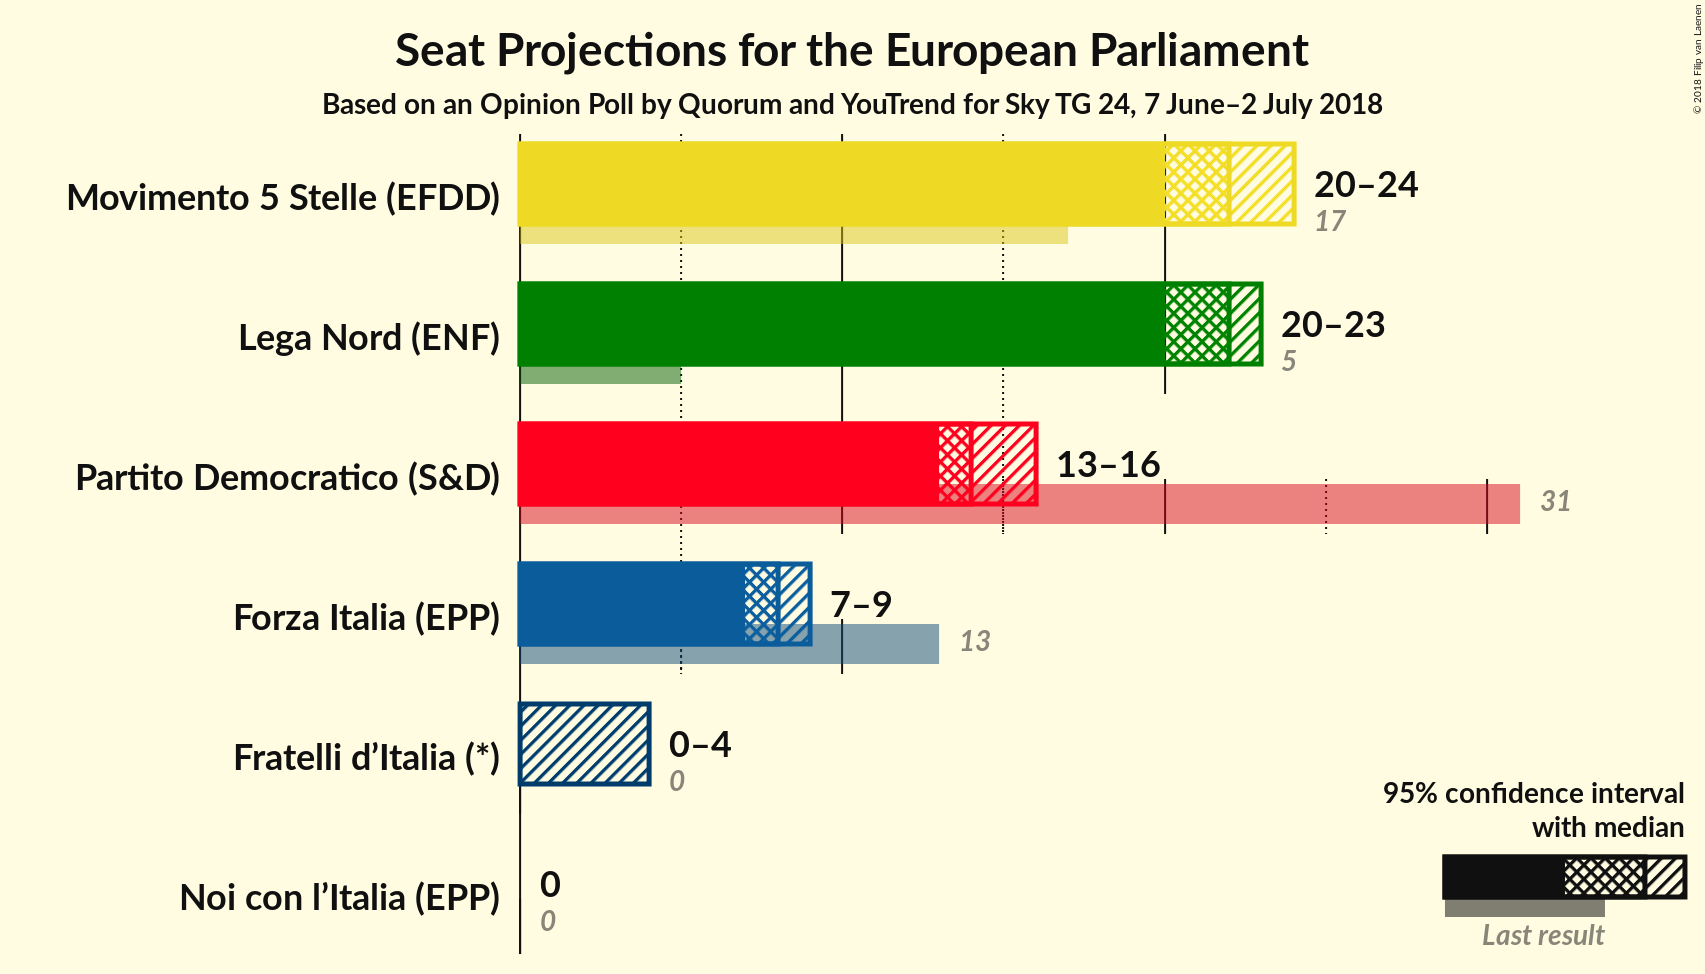 Seat Projections for the European Parliament
Based on an Opinion Poll by Quorum and YouTrend for Sky TG 24, 7 June–2 July 2018
© 2018 Filip van Laenen
Movimento 5 Stelle (EFDD)
20–24
17
Lega Nord (ENF)
20–23
5
Partito Democratico (S&D)
13–16
31
Forza Italia (EPP)
7–9
13
Fratelli d’Italia (*)
0–4
0
Noi con l’Italia (EPP)
0
0
95% confidence interval
with median
Last result